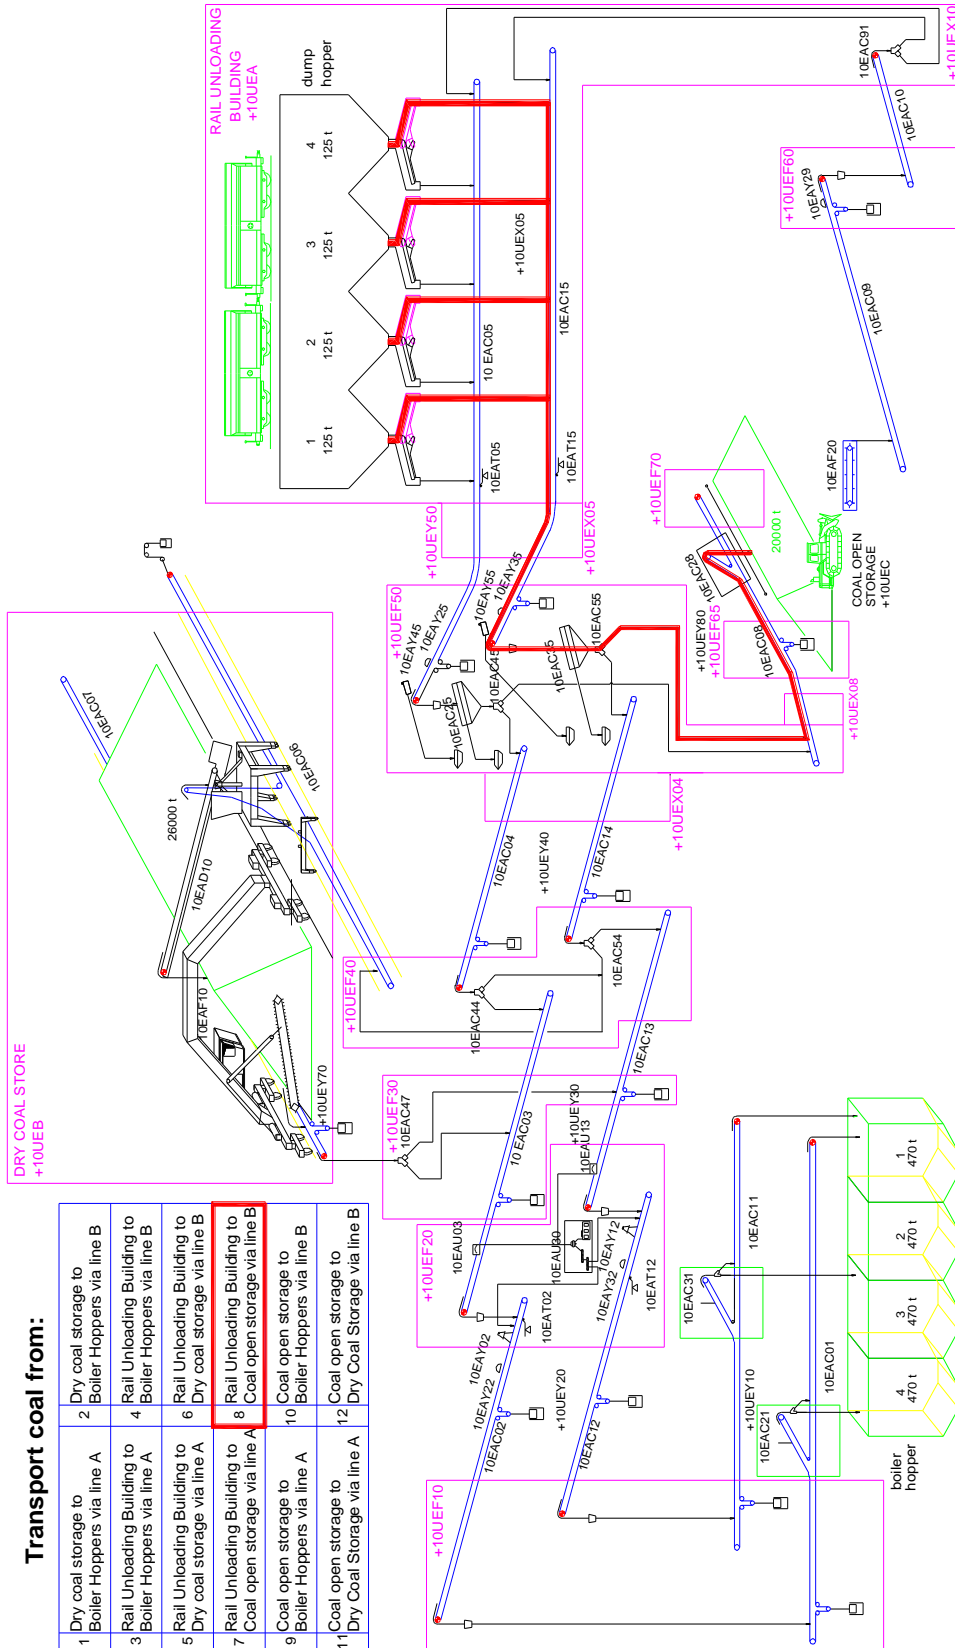 Transport coal from:
1 Dry coal storage to
Boiler Hoppers via line A
2 Dry coal storage to
Boiler Hoppers via line B
3 Rail Unloading Building to
Boiler Hoppers via line A
4 Rail Unloading Building to
Boiler Hoppers via line B
5 Rail Unloading Building to
Dry coal storage via line A
6 Rail Unloading Building to
Dry coal storage via line B
7 Rail Unloading Building to
Coal open storage via line A
8 Rail Unloading Building to
Coal open storage via line B
9 Coal open storage to
Boiler Hoppers via line A
10 Coal open storage to
Boiler Hoppers via line B
11 Coal open storage to
Dry Coal Storage via line A
12 Coal open storage to
Dry Coal Storage via line B
DRY COAL STORE
+10UEB
10EAC07
26000 t
10EAD10
10EAC06
10EAF10
+10UEY70
RAIL UNLOADING
BUILDING
+10UEA
dump
hopper
1
125 t
2
125 t
3
125 t
4
125 t
10 EAC05
+10UEX05
10EAC15
10EAT05
10EAT15
+10UEY50
+10UEX05
+10UEX10
10EAC91
10EAC10
+10UEF60
10EAY29
10EAC09
10EAF20
+10UEF70
20000 t
COAL OPEN
STORAGE
+10UEC
10EAC28
+10UEY80
+10UEF65
10EAC08
+10UEX08
+10UEF50
10EAY45
10EAY25
10EAY55
10EAY35
10EAC25
10EAC45
10EAC35
10EAC55
+10UEX04
10EAC04
+10UEY40
10EAC14
+10UEF40
10EAC44
10EAC54
10EAC13
+10UEF30
10EAC47
10 EAC03
+10UEY30
10EAU13
+10UEF20
10EAU03
10EAU30
10EAY12
10EAY32
10EAT12
10EAT02
10EAY02
10EAY22
10EAC02
+10UEY20
10EAC12
+10UEF10
10EAC11
10EAC31
10EAC01
+10UEY10
10EAC21
boiler
hopper
1
470 t
2
470 t
3
470 t
4
470 t